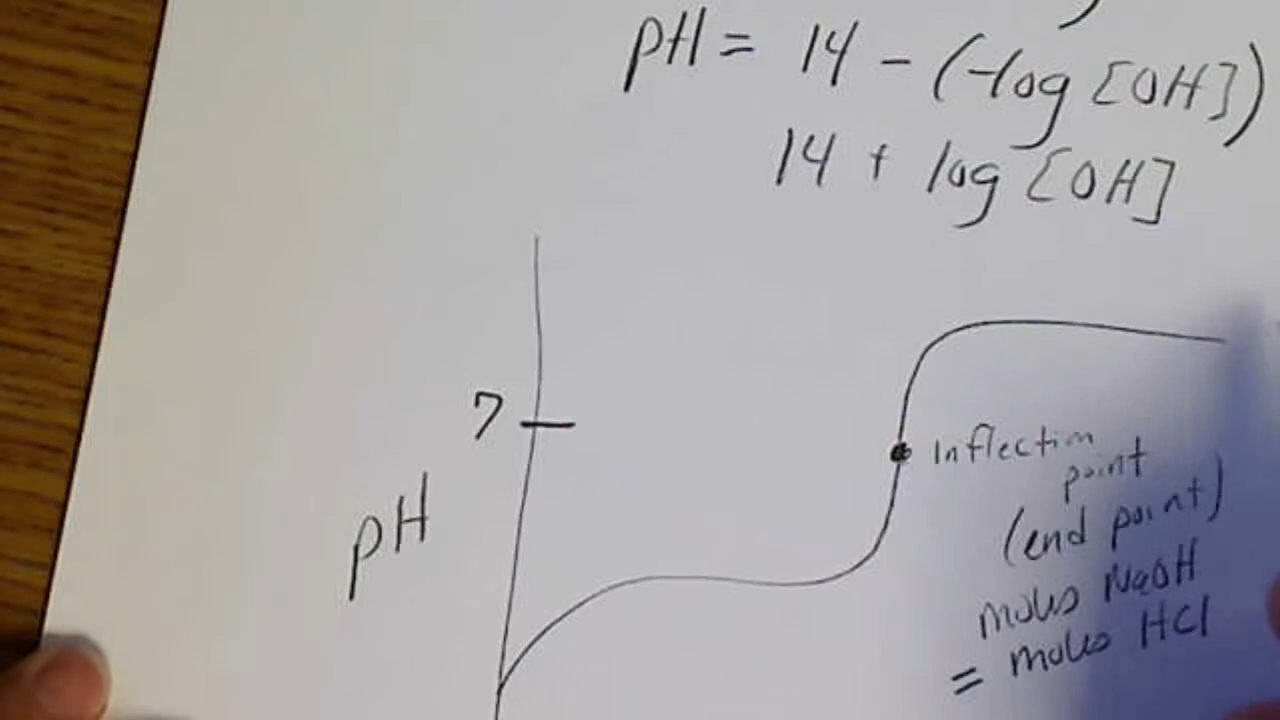 pH = 14 - (-log [OH])
14 + log [OH]
7
pH
Inflection
point
(end point)
moles NaOH
= moles HCl